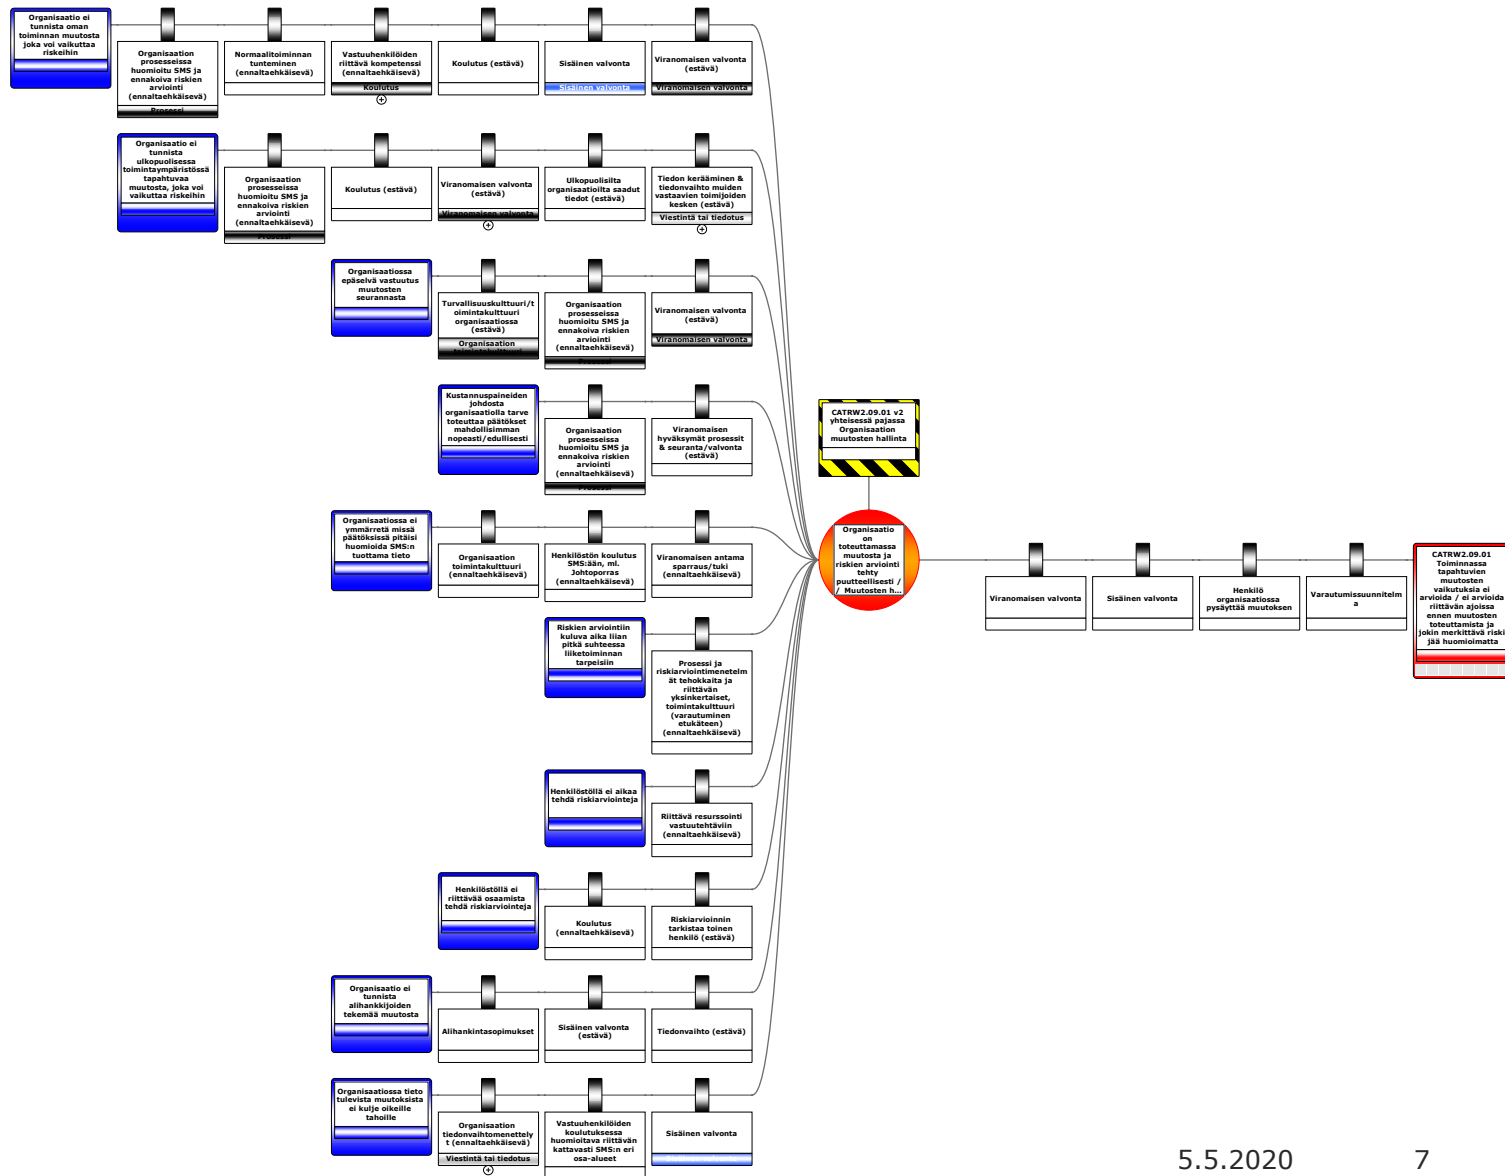 Organisaatio ei
tunnista oman
toiminnan muutosta
joka voi vaikuttaa
riskeihin
Organisaation
prosesseissa
huomioitu SMS ja
ennakoiva riskien
arviointi
(ennaltaehkäisevä)
Prosessi
Normaalitoiminnan
tunteminen
(ennaltaehkäisevä)
Vastuuhenkilöiden
riittävä kompetenssi
(ennaltaehkäisevä)
Koulutus
Koulutus (estävä)
Sisäinen valvonta
Sisäinen valvonta
Viranomaisen valvonta
(estävä)
Viranomaisen valvonta
Organisaatio ei
tunnista
ulkopuolisessa
toimintaympäristössä
tapahtuvaa
muutosta, joka voi
vaikuttaa riskeihin
Organisaation
prosesseissa
huomioitu SMS ja
ennakoiva riskien
arviointi
(ennaltaehkäisevä)
Prosessi
Koulutus (estävä)
Viranomaisen valvonta
(estävä)
Viranomaisen valvonta
Ulkopuolisilta
organisaatioilta saadut
tiedot (estävä)
Tiedon kerääminen &
tiedonvaihto muiden
vastaavien toimijoiden
kesken (estävä)
Viestintä tai tiedotus
Organisaatiossa
epäselvä vastuutus
muutosten
seurannasta
Turvallisuuskulttuuri/t
oimintakulttuuri
organisaatiossa
(estävä)
Organisaation
toimintakulttuuri
Organisaation
prosesseissa
huomioitu SMS ja
ennakoiva riskien
arviointi
(ennaltaehkäisevä)
Prosessi
Viranomaisen valvonta
(estävä)
Viranomaisen valvonta
Kustannuspaineiden
johdosta
organisaatiolla tarve
toteuttaa päätökset
mahdollisimman
nopeasti/edullisesti
Organisaation
prosesseissa
huomioitu SMS ja
ennakoiva riskien
arviointi
(ennaltaehkäisevä)
Prosessi
Viranomaisen
hyväksymät prosessit
& seuranta/valvonta
(estävä)
CATRW2.09.01 v2
yhteisessä pajassa
Organisaation
muutosten hallinta
Organisaatiossa ei
ymmärretä missä
päätöksissä pitäisi
huomioida SMS:n
tuottama tieto
Organisaation
toimintakulttuuri
(ennaltaehkäisevä)
Henkilöstön koulutus
SMS:ään, ml.
Johtoporras
(ennaltaehkäisevä)
Viranomaisen antama
sparraus/tuki
(ennaltaehkäisevä)
Organisaatio
on
toteuttamassa
muutosta ja
riskien arviointi
tehty
puutteellisesti /
/ Muutosten h...
Viranomaisen valvonta
Sisäinen valvonta
Henkilö
organisaatiossa
pysäyttää muutoksen
Varautumissuunnitelm
a
CATRW2.09.01
Toiminnassa
tapahtuvien
muutosten
vaikutuksia ei
arvioida / ei arvioida
riittävän ajoissa
ennen muutosten
toteuttamista ja
jokin merkittävä riski
jää huomioimatta
Riskien arviointiin
kuluva aika liian
pitkä suhteessa
liiketoiminnan
tarpeisiin
Prosessi ja
riskiarviointimenetelm
ät tehokkaita ja
riittävän
yksinkertaiset,
toimintakulttuuri
(varautuminen
etukäteen)
(ennaltaehkäisevä)
Henkilöstöllä ei aikaa
tehdä riskiarviointeja
Riittävä resurssointi
vastuutehtäviin
(ennaltaehkäisevä)
Henkilöstöllä ei
riittävää osaamista
tehdä riskiarviointeja
Koulutus
(ennaltaehkäisevä)
Riskiarvioinnin
tarkistaa toinen
henkilö (estävä)
Organisaatio ei
tunnista
alihankkijoiden
tekemää muutosta
Alihankintasopimukset
Sisäinen valvonta
(estävä)
Tiedonvaihto (estävä)
Organisaatiossa tieto
tulevista muutoksista
ei kulje oikeille
tahoille
Organisaation
tiedonvaihtomenettely
t (ennaltaehkäisevä)
Viestintä tai tiedotus
Vastuuhenkilöiden
koulutuksessa
huomioitava riittävän
kattavasti SMS:n eri
osa-alueet
Sisäinen valvonta
5.5.2020
7